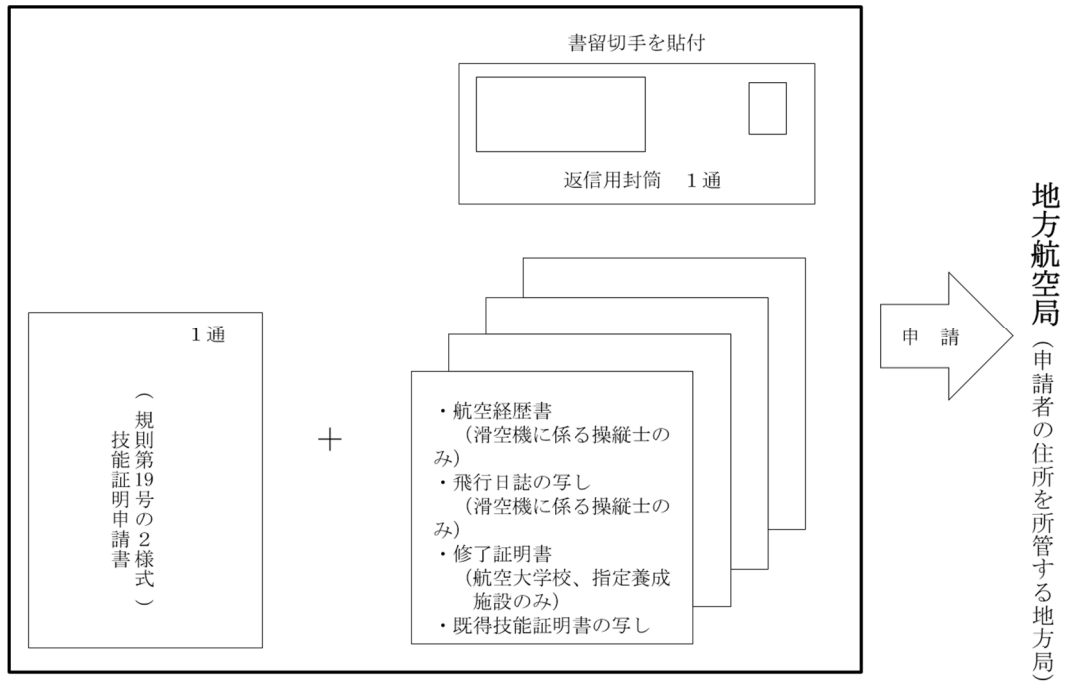 書留切手を貼付
返信用封筒　１通
１通
技能証明申請書
（規則第19号の２様式）
＋
・航空経歴書
（滑空機に係る操縦士の
み）
・飛行日誌の写し
（滑空機に係る操縦士の
み）
・修了証明書
（航空大学校、指定養成
施設のみ）
・既得技能証明書の写し
申　請
地方航空局（申請者の住所を所管する地方局）